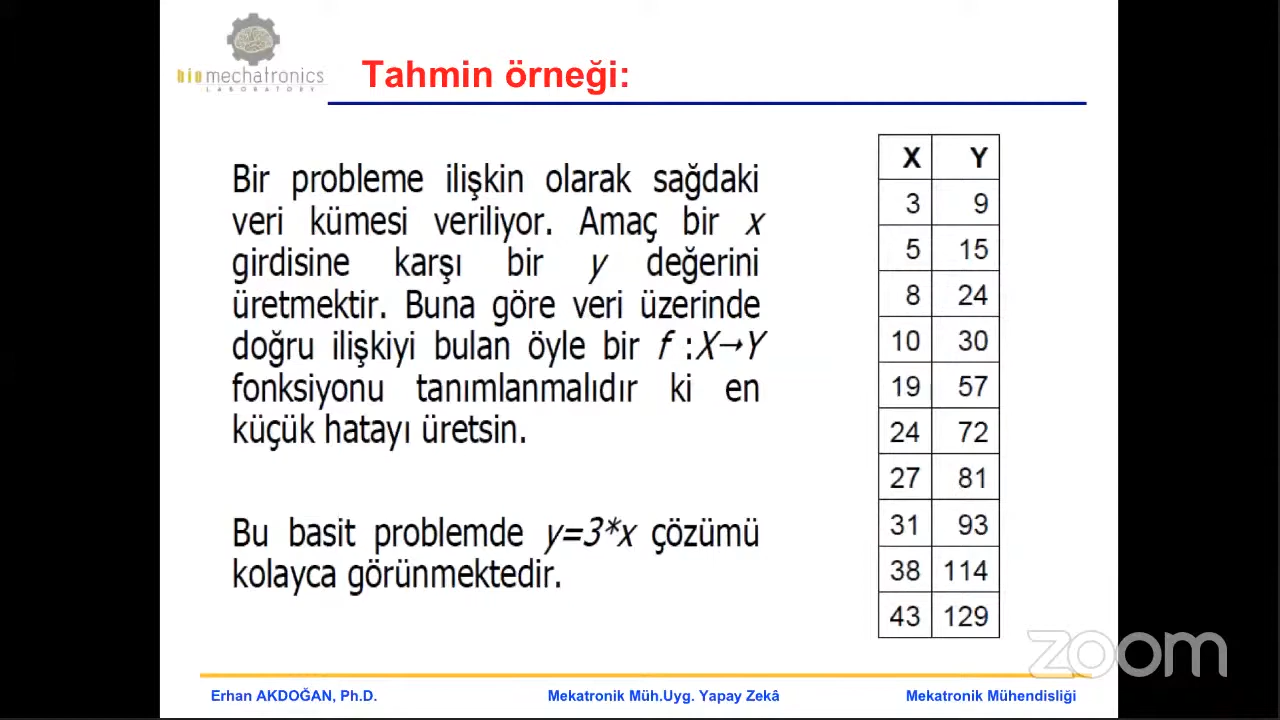 biomechatronics
LABORATORY
Tahmin örneği:
Bir probleme ilişkin olarak sağdaki
veri kümesi veriliyor. Amaç bir x
girdisine karşı bir y değerini
üretmektir. Buna göre veri üzerinde
doğru ilişkiyi bulan öyle bir f :X→Y
fonksiyonu tanımlanmalıdır ki en
küçük hatayı üretsin.
Bu basit problemde y=3*x çözümü
kolayca görünmektedir.
X Y
3 9
5 15
8 24
10 30
19 57
24 72
27 81
31 93
38 114
43 129
zoom
Erhan AKDOĞAN, Ph.D. Mekatronik Müh.Uyg. Yapay Zekâ Mekatronik Mühendisliği